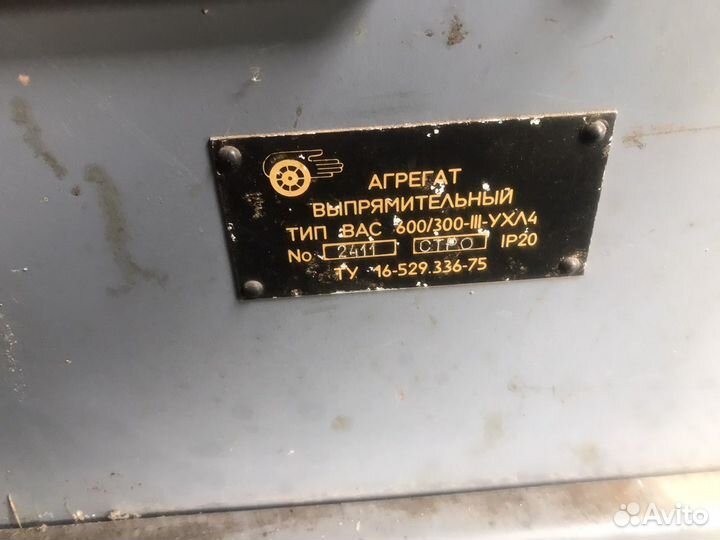 АГРЕГАТ
ВЫПРЯМИТЕЛЬНЫЙ
ТИП ВАС 600/300-III-УХЛ4
No 2411 СТРО IP20
ТУ 16-529.336-75
Avito